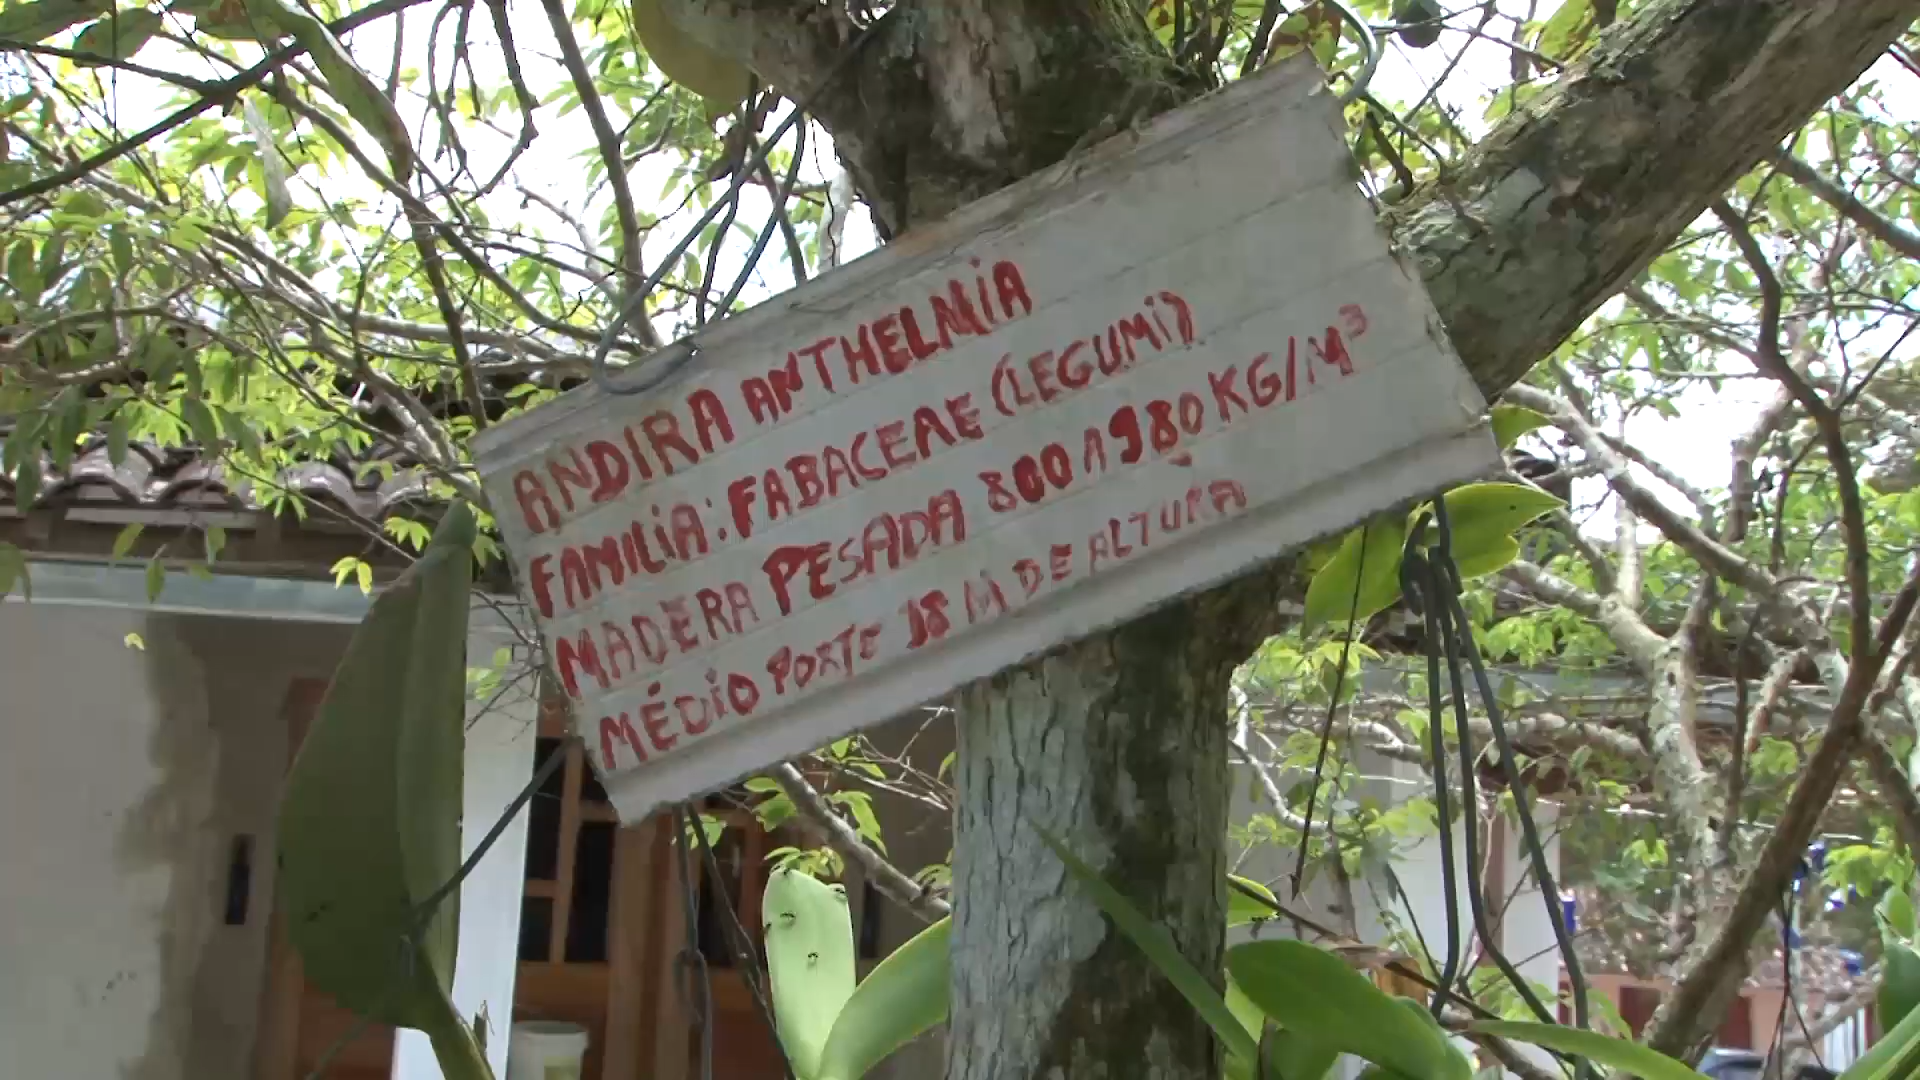 ANDIRA ANTHELMIA
FAMILIA: FABACEAE (LEGUMI)
MADERA PESADA 800 A 980 KG/M³
MÉDIO PORTE 18 M DE ALTURA